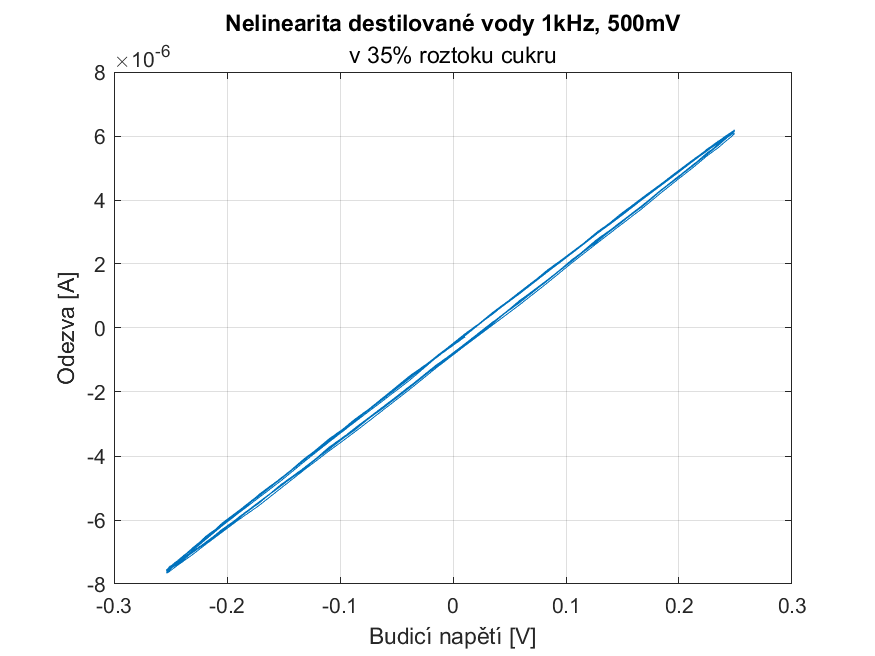 Nelinearita destilované vody 1kHz, 500mV
v 35% roztoku cukru
×10-6
8
6
4
2
0
-2
-4
-6
-8
-0.3 -0.2 -0.1 0 0.1 0.2 0.3
Odezva [A]
Budicí napětí [V]